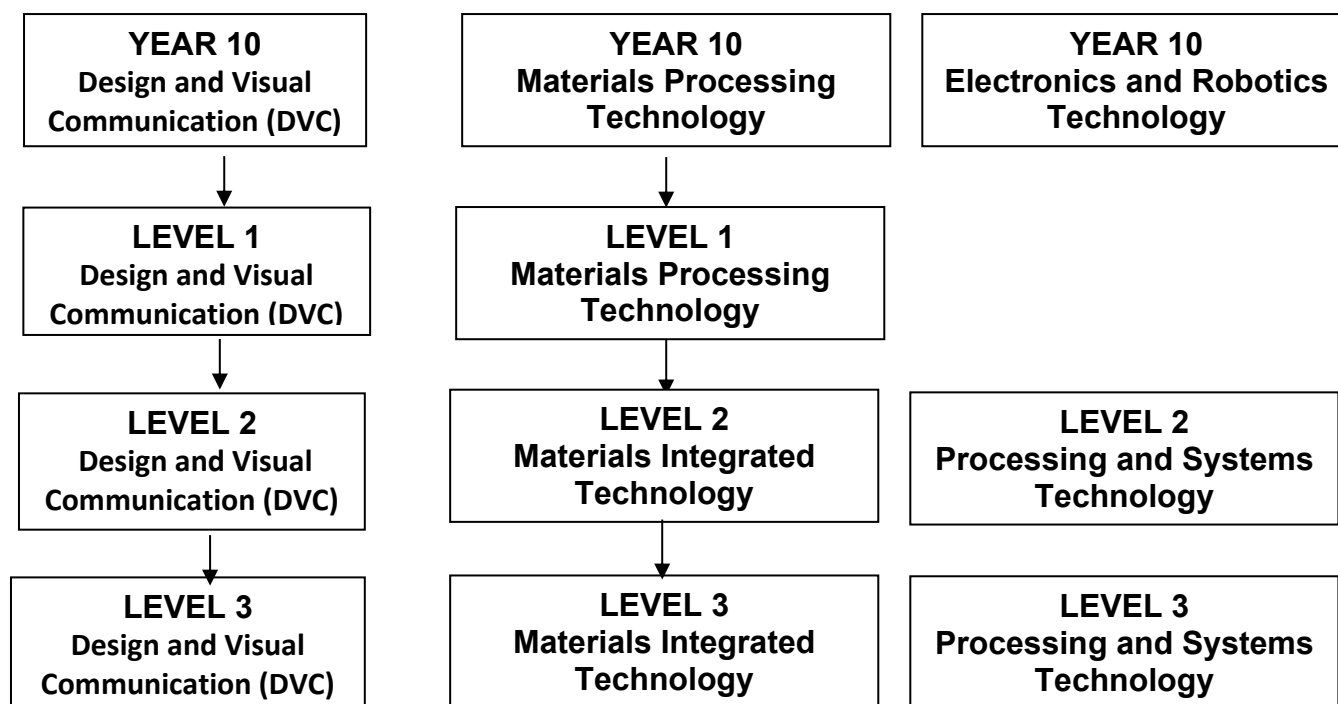 YEAR 10
Design and Visual
Communication (DVC)
YEAR 10
Materials Processing
Technology
YEAR 10
Electronics and Robotics
Technology
LEVEL 1
Design and Visual
Communication (DVC)
LEVEL 1
Materials Processing
Technology
LEVEL 2
Design and Visual
Communication (DVC)
LEVEL 2
Materials Integrated
Technology
LEVEL 2
Processing and Systems
Technology
LEVEL 3
Design and Visual
Communication (DVC)
LEVEL 3
Materials Integrated
Technology
LEVEL 3
Processing and Systems
Technology